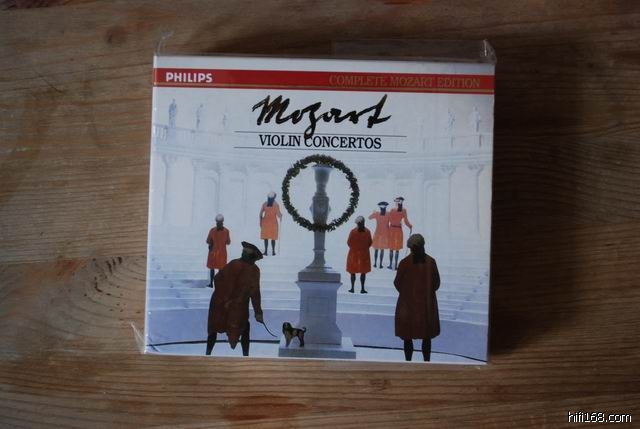 PHILIPS
COMPLETE MOZART EDITION
Mozart
VIOLIN CONCERTOS
hifi168.com